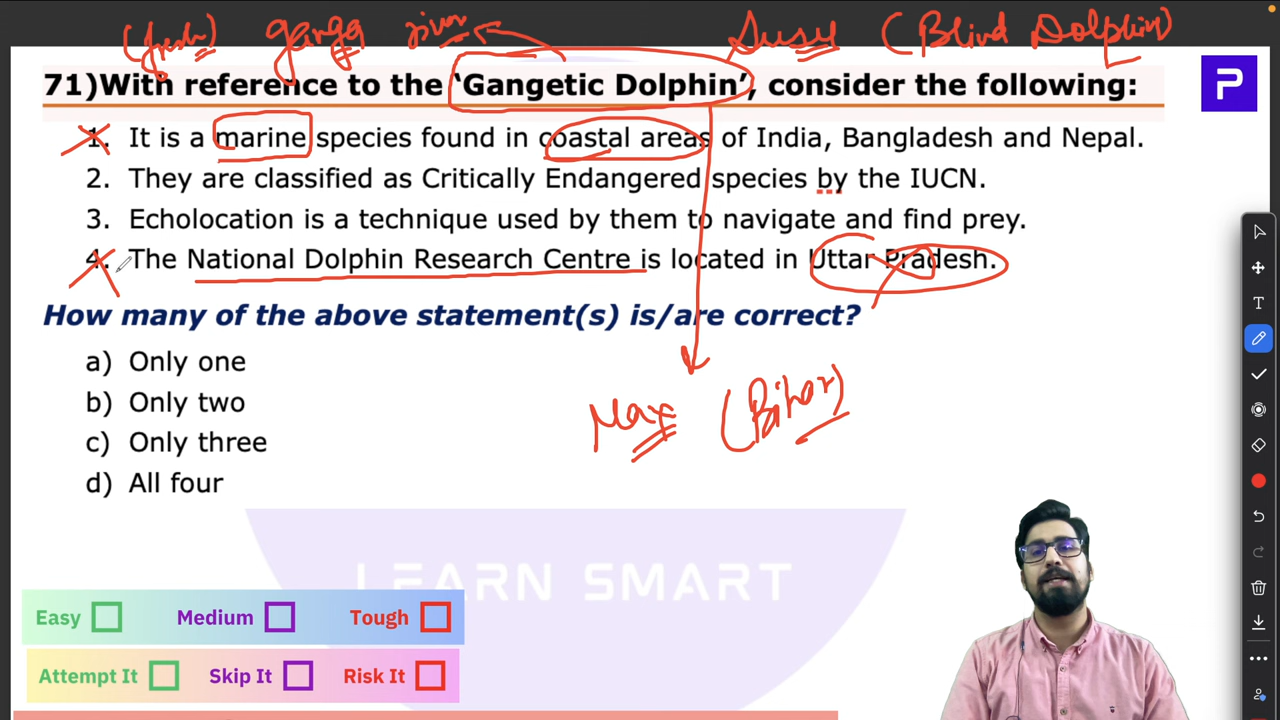 (fresh) ganga river Susu (Blind Dolphin)
71)With reference to the ‘Gangetic Dolphin’, consider the following:
1. It is a marine species found in coastal areas of India, Bangladesh and Nepal.
2. They are classified as Critically Endangered species by the IUCN.
3. Echolocation is a technique used by them to navigate and find prey.
4. The National Dolphin Research Centre is located in Uttar Pradesh.
How many of the above statement(s) is/are correct?
a) Only one
b) Only two
c) Only three
d) All four
Max (Bihar)
LEARN SMART
Easy Medium Tough
Attempt It Skip It Risk It